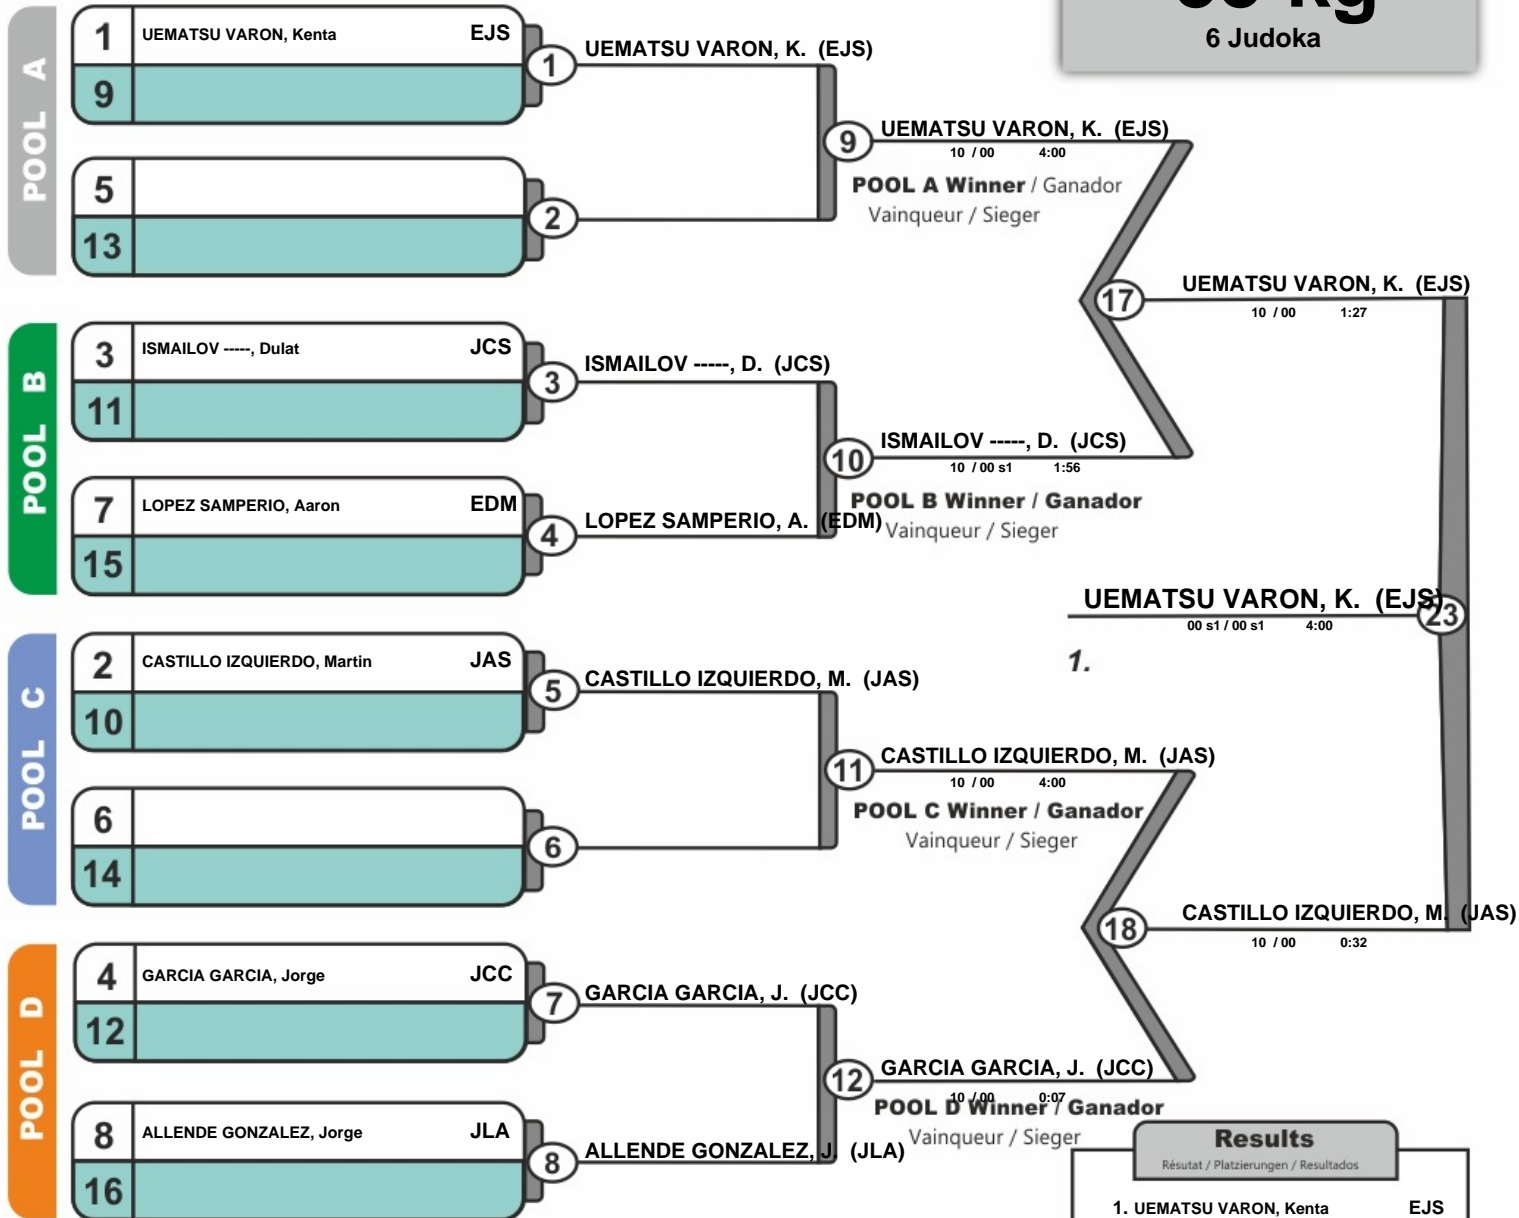 kg
6 Judoka
POOL A
1 UEMATSU VARON, Kenta EJS
9
5
13
1 UEMATSU VARON, K. (EJS)
2
9 UEMATSU VARON, K. (EJS)
10 / 00 4:00
POOL A Winner / Ganador
Vainqueur / Sieger
17 UEMATSU VARON, K. (EJS)
10 / 00 1:27
POOL B
3 ISMAILOV -----, Dulat JCS
11
7 LOPEZ SAMPERIO, Aaron EDM
15
3 ISMAILOV -----, D. (JCS)
4 LOPEZ SAMPERIO, A. (EDM)
10 ISMAILOV -----, D. (JCS)
10 / 00 s1 1:56
POOL B Winner / Ganador
Vainqueur / Sieger
UEMATSU VARON, K. (EJS) 23
00 s1 / 00 s1 4:00
1.
POOL C
2 CASTILLO IZQUIERDO, Martin JAS
10
6
14
5 CASTILLO IZQUIERDO, M. (JAS)
6
11 CASTILLO IZQUIERDO, M. (JAS)
10 / 00 4:00
POOL C Winner / Ganador
Vainqueur / Sieger
18 CASTILLO IZQUIERDO, M. (JAS)
10 / 00 0:32
POOL D
4 GARCIA GARCIA, Jorge JCC
12
8 ALLENDE GONZALEZ, Jorge JLA
16
7 GARCIA GARCIA, J. (JCC)
8 ALLENDE GONZALEZ, J. (JLA)
12 GARCIA GARCIA, J. (JCC)
10 / 00 0:07
POOL D Winner / Ganador
Vainqueur / Sieger
Results
Résutat / Platzierungen / Resultados
1. UEMATSU VARON, Kenta EJS